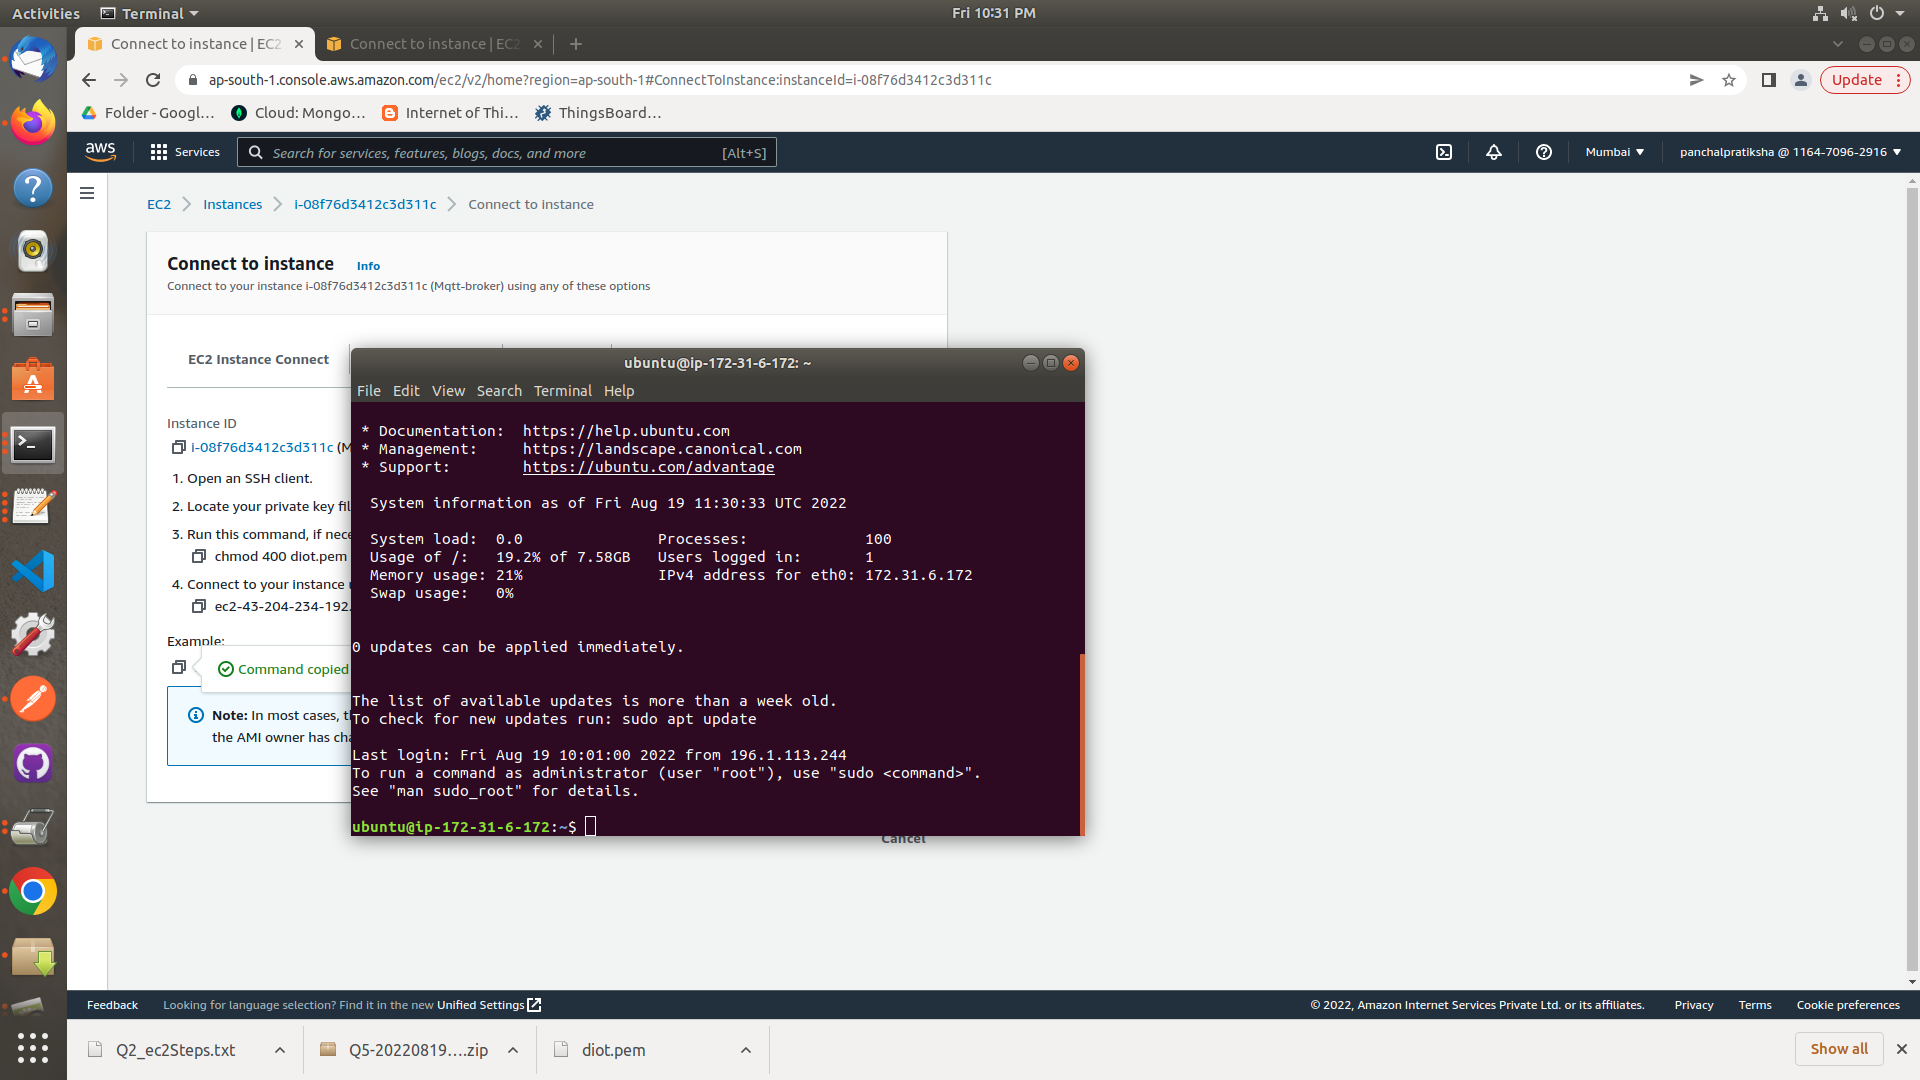 Activities
Terminal
Fri 10:31 PM
Connect to instance | EC2
Connect to instance | EC2
ap-south-1.console.aws.amazon.com/ec2/v2/home?region=ap-south-1#ConnectToInstance:instanceId=i-08f76d3412c3d311c
Update
Folder - Googl…
Cloud: Mongo…
Internet of Thi…
ThingsBoard…
aws
Services
Search for services, features, blogs, docs, and more
[Alt+S]
Mumbai
panchalpratiksha @ 1164-7096-2916
EC2
Instances
i-08f76d3412c3d311c
Connect to instance
Connect to instance
Info
Connect to your instance i-08f76d3412c3d311c (Mqtt-broker) using any of these options
EC2 Instance Connect
Instance ID
i-08f76d3412c3d311c (M
1. Open an SSH client.
2. Locate your private key fil
3. Run this command, if nece
chmod 400 diot.pem
4. Connect to your instance
ec2-43-204-234-192.
Example:
Command copied
Note: In most cases, t
the AMI owner has cha
Cancel
ubuntu@ip-172-31-6-172: ~
File Edit View Search Terminal Help
* Documentation: https://help.ubuntu.com
* Management: https://landscape.canonical.com
* Support: https://ubuntu.com/advantage
System information as of Fri Aug 19 11:30:33 UTC 2022
System load: 0.0 Processes: 100
Usage of /: 19.2% of 7.58GB Users logged in: 1
Memory usage: 21% IPv4 address for eth0: 172.31.6.172
Swap usage: 0%
0 updates can be applied immediately.
The list of available updates is more than a week old.
To check for new updates run: sudo apt update
Last login: Fri Aug 19 10:01:00 2022 from 196.1.113.244
To run a command as administrator (user "root"), use "sudo <command>".
See "man sudo_root" for details.
ubuntu@ip-172-31-6-172:~$
Feedback
Looking for language selection? Find it in the new Unified Settings
© 2022, Amazon Internet Services Private Ltd. or its affiliates.
Privacy
Terms
Cookie preferences
Q2_ec2Steps.txt
Q5-20220819….zip
diot.pem
Show all